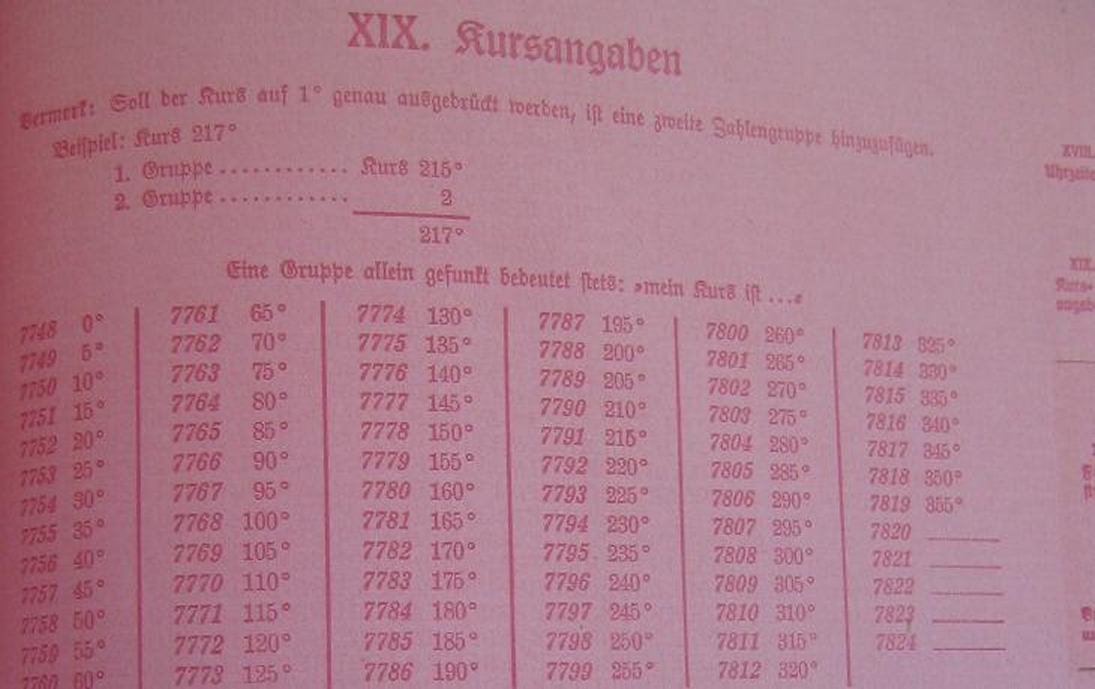 XIX. Kursangaben
Vermerk: Soll der Kurs auf 1° genau ausgedrückt werden, ist eine zweite Zahlengruppe hinzuzufügen.
Beispiel: Kurs 217°
1. Gruppe ............ Kurs 215°
2. Gruppe ............ 2
217°
Eine Gruppe allein gefunkt bedeutet stets: »mein Kurs ist ...«
7748 0° 7761 65° 7774 130° 7787 195° 7800 260° 7813 325°
7749 5° 7762 70° 7775 135° 7788 200° 7801 265° 7814 330°
7750 10° 7763 75° 7776 140° 7789 205° 7802 270° 7815 335°
7751 15° 7764 80° 7777 145° 7790 210° 7803 275° 7816 340°
7752 20° 7765 85° 7778 150° 7791 215° 7804 280° 7817 345°
7753 25° 7766 90° 7779 155° 7792 220° 7805 285° 7818 350°
7754 30° 7767 95° 7780 160° 7793 225° 7806 290° 7819 355°
7755 35° 7768 100° 7781 165° 7794 230° 7807 295° 7820
7756 40° 7769 105° 7782 170° 7795 235° 7808 300° 7821
7757 45° 7770 110° 7783 175° 7796 240° 7809 305° 7822
7758 50° 7771 115° 7784 180° 7797 245° 7810 310° 7823
7759 55° 7772 120° 7785 185° 7798 250° 7811 315° 7824
7760 60° 7773 125° 7786 190° 7799 255° 7812 320°
XVIII.
Uhrzeite
XIX.
Kurs-
angab